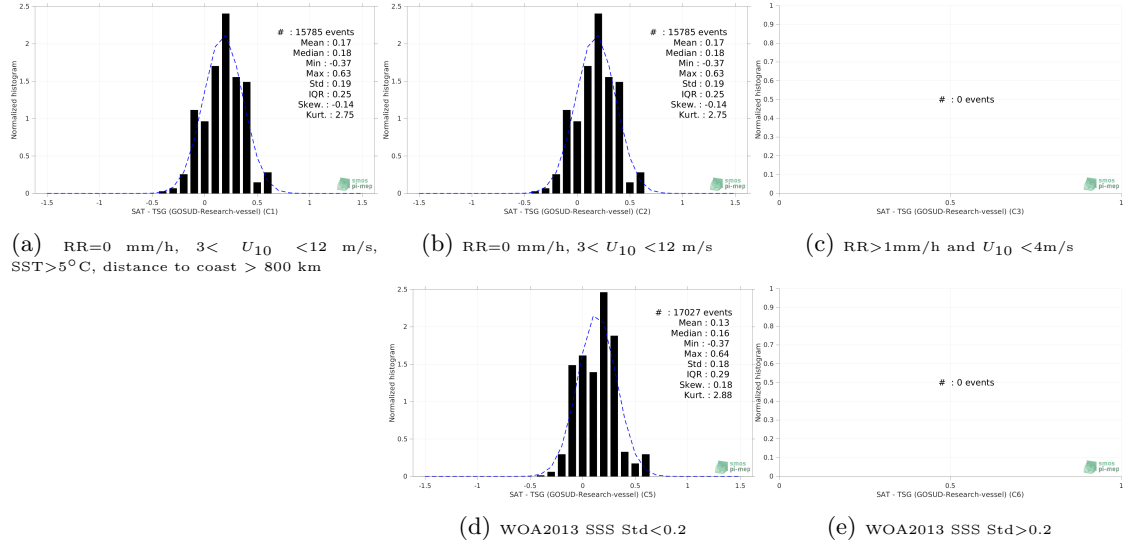 2.5
2
1.5
1
0.5
0
Normalized histogram
# : 15785 events
Mean : 0.17
Median : 0.18
Min : -0.37
Max : 0.63
Std : 0.19
IQR : 0.25
Skew. : -0.14
Kurt. : 2.75
smos
pi-mep
-1.5 -1 -0.5 0 0.5 1 1.5
SAT - TSG (GOSUD-Research-vessel) (C1)
(a) RR=0 mm/h, 3< U10 <12 m/s,
SST>5°C, distance to coast > 800 km
2.5
2
1.5
1
0.5
0
Normalized histogram
# : 15785 events
Mean : 0.17
Median : 0.18
Min : -0.37
Max : 0.63
Std : 0.19
IQR : 0.25
Skew. : -0.14
Kurt. : 2.75
smos
pi-mep
-1.5 -1 -0.5 0 0.5 1 1.5
SAT - TSG (GOSUD-Research-vessel) (C2)
(b) RR=0 mm/h, 3< U10 <12 m/s
1
0.9
0.8
0.7
0.6
0.5
0.4
0.3
0.2
0.1
0
Normalized histogram
# : 0 events
smos
pi-mep
0 0.5 1
SAT - TSG (GOSUD-Research-vessel) (C3)
(c) RR>1mm/h and U10 <4m/s
2.5
2
1.5
1
0.5
0
Normalized histogram
# : 17027 events
Mean : 0.13
Median : 0.16
Min : -0.37
Max : 0.64
Std : 0.18
IQR : 0.29
Skew. : 0.18
Kurt. : 2.88
smos
pi-mep
-1.5 -1 -0.5 0 0.5 1 1.5
SAT - TSG (GOSUD-Research-vessel) (C5)
(d) WOA2013 SSS Std<0.2
1
0.9
0.8
0.7
0.6
0.5
0.4
0.3
0.2
0.1
0
Normalized histogram
# : 0 events
smos
pi-mep
0 0.5 1
SAT - TSG (GOSUD-Research-vessel) (C6)
(e) WOA2013 SSS Std>0.2